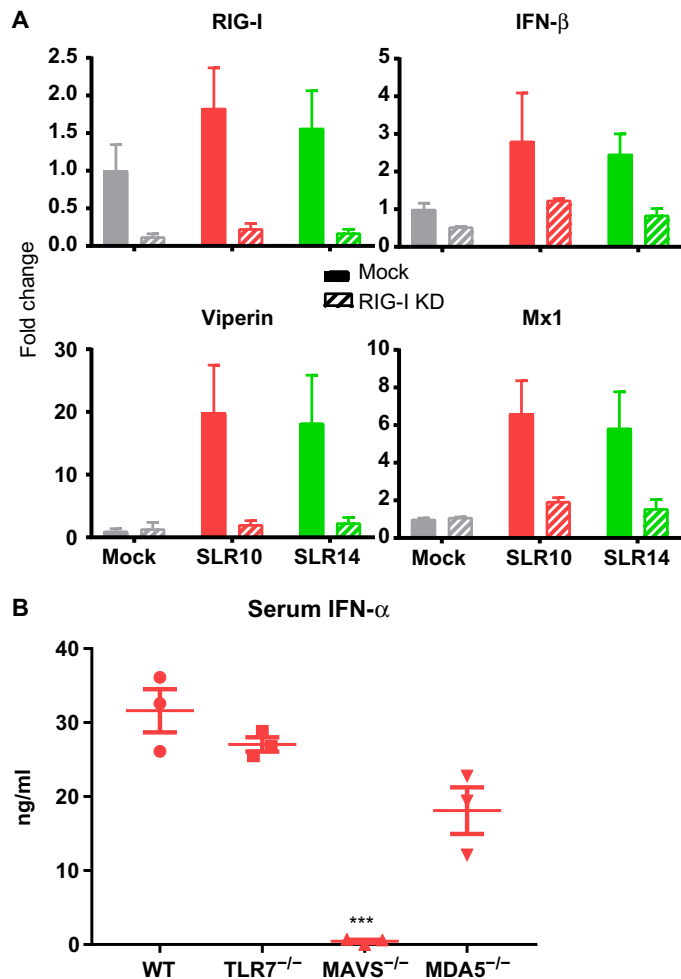 A
RIG-I
IFN-β
2.5
2.0
1.5
1.0
0.5
0.0
6
5
4
3
2
1
0
Fold change
Mock
RIG-I KD
Viperin
Mx1
30
20
10
0
10
8
6
4
2
0
Mock SLR10 SLR14
Mock SLR10 SLR14
B
Serum IFN-α
ng/ml
40
30
20
10
0
***
WT TLR7⁻/⁻ MAVS⁻/⁻ MDA5⁻/⁻